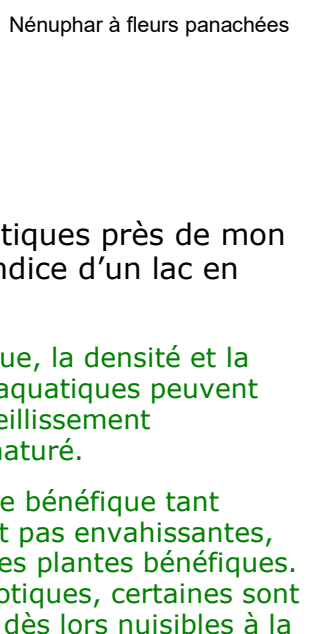 Nénuphar à fleurs panachées
tiques près de mon
ndice d'un lac en
ue, la densité et la
aquatiques peuvent
eillissement
naturé.
e bénéfique tant
t pas envahissantes,
es plantes bénéfiques.
otiques, certaines sont
dès lors nuisibles à la